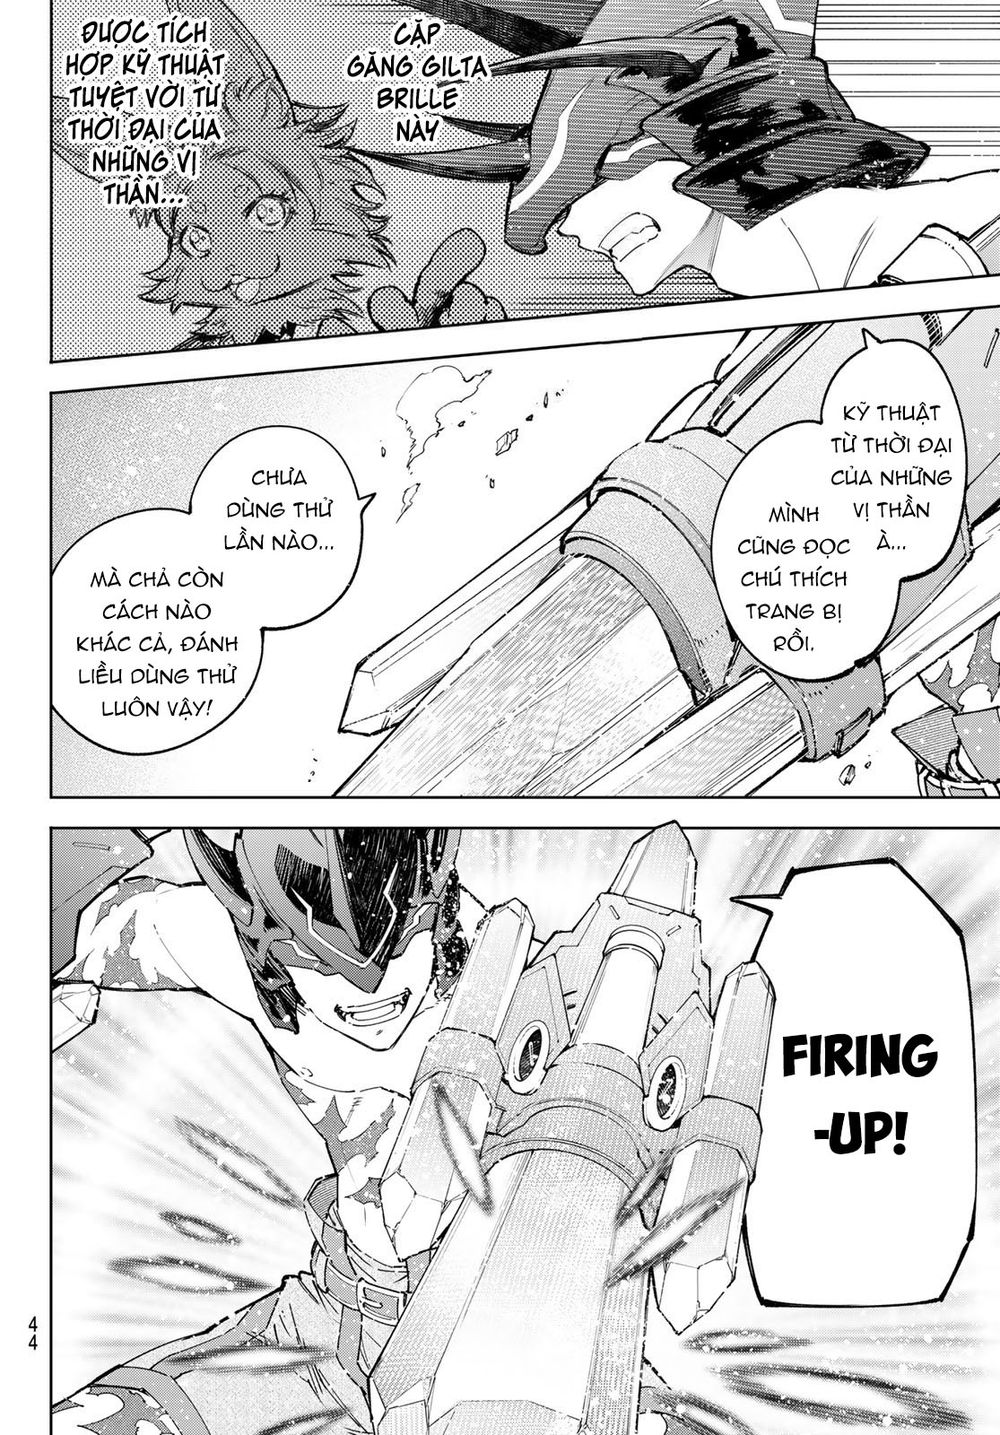 CẶP
GĂNG GILTA
BRILLE
NÀY
ĐƯỢC TÍCH
HỢP KỸ THUẬT
TUYỆT VỜI TỪ
THỜI ĐẠI CỦA
NHỮNG VỊ
THẦN...
KỸ THUẬT
TỪ THỜI ĐẠI
CỦA NHỮNG
VỊ THẦN
À...
MÌNH
CŨNG ĐỌC
CHÚ THÍCH
TRANG BỊ
RỒI.
CHƯA
DÙNG THỬ
LẦN NÀO...
MÀ CHẢ CÒN
CÁCH NÀO
KHÁC CẢ, ĐÁNH
LIỀU DÙNG THỬ
LUÔN VẬY!
FIRING
-UP!
44